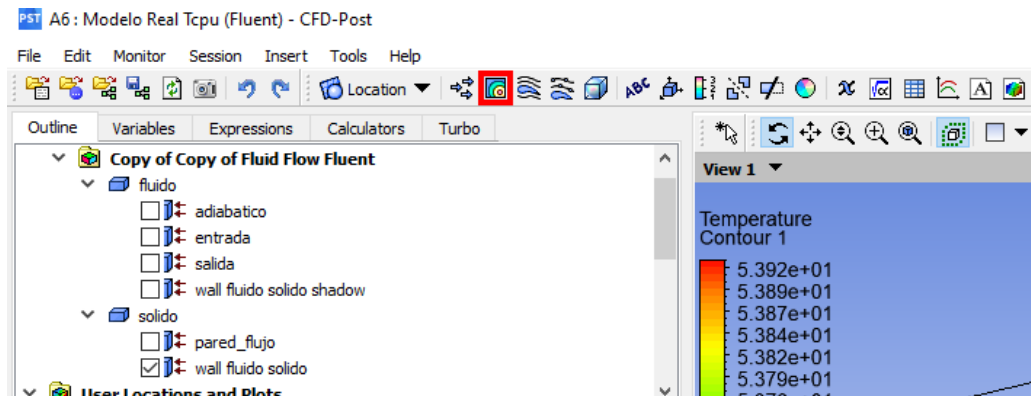 PST A6 : Modelo Real Tcpu (Fluent) - CFD-Post
File Edit Monitor Session Insert Tools Help
Location
Outline Variables Expressions Calculators Turbo
Copy of Copy of Fluid Flow Fluent
fluido
adiabatico
entrada
salida
wall fluido solido shadow
solido
pared_flujo
wall fluido solido
User Locations and Plots
View 1
Temperature
Contour 1
5.392e+01
5.389e+01
5.387e+01
5.384e+01
5.382e+01
5.379e+01